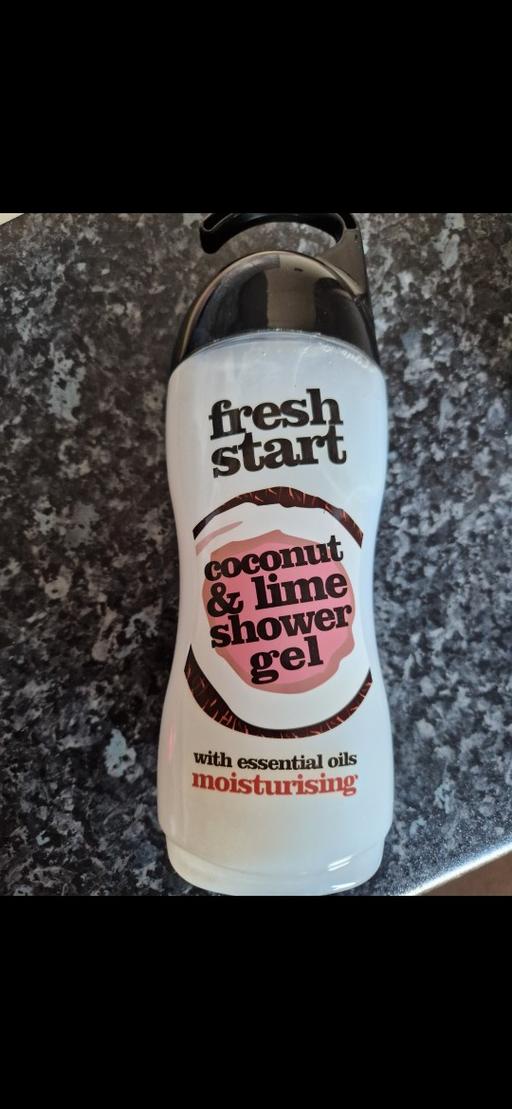 fresh
start
coconut
& lime
shower
gel
with essential oils
moisturising